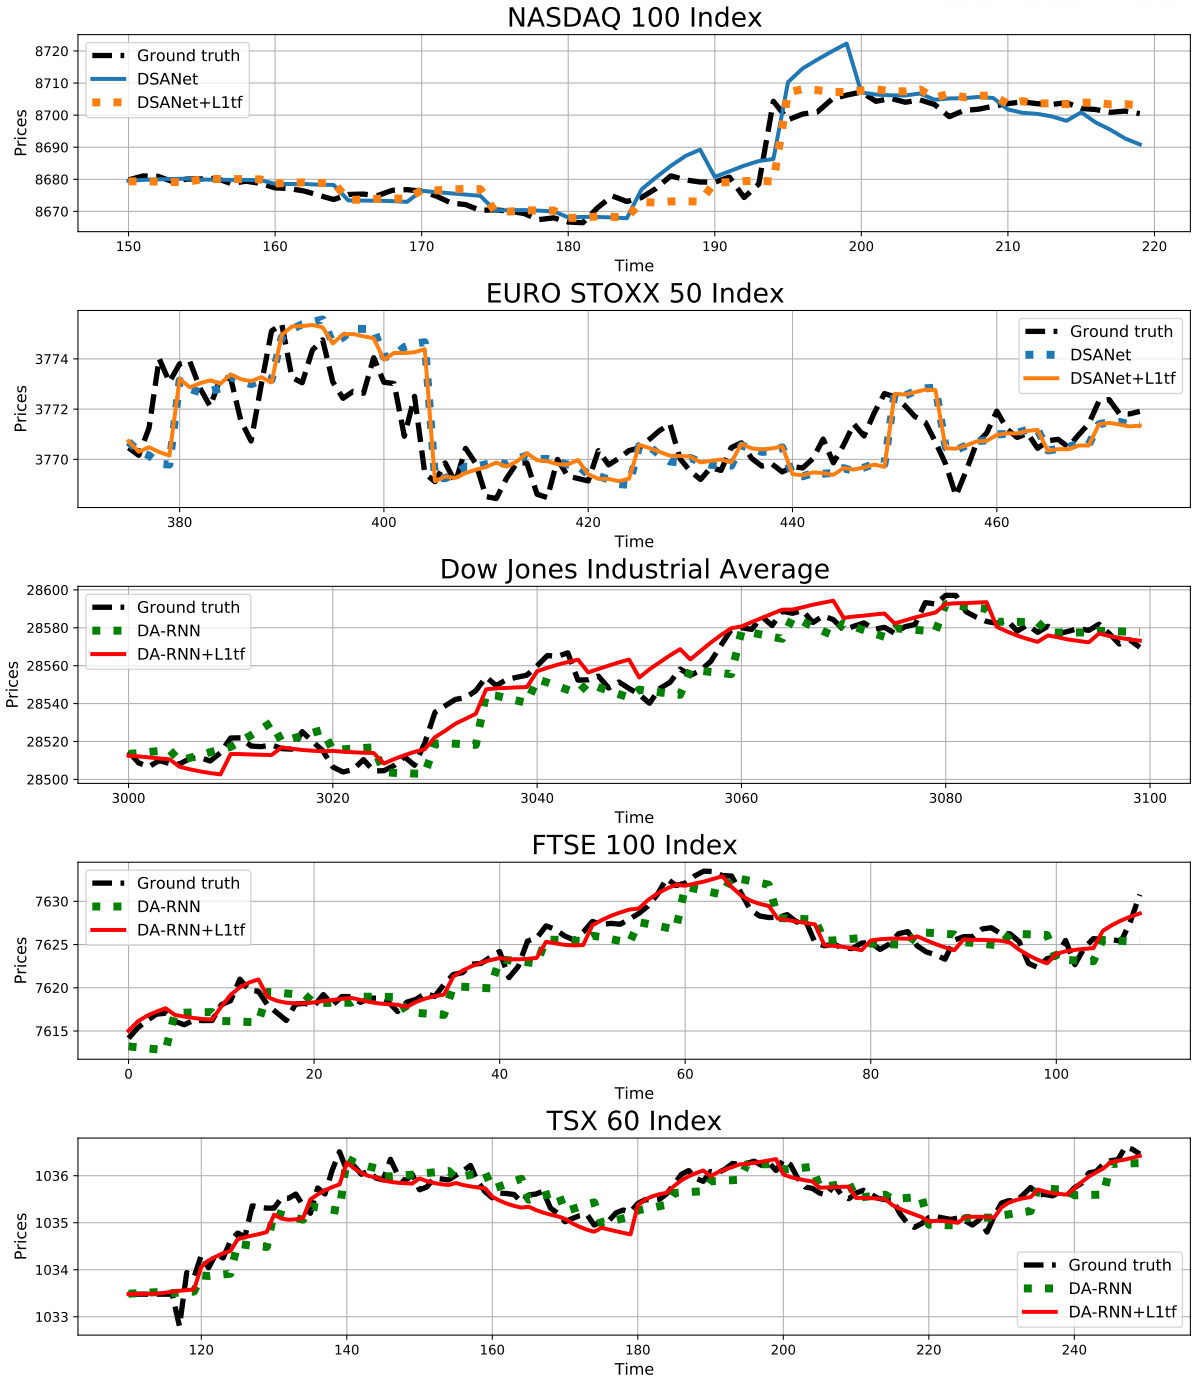 NASDAQ 100 Index
Ground truth
DSANet
DSANet+L1tf
8720
8710
8700
8690
8680
8670
Prices
150 160 170 180 190 200 210 220
Time
EURO STOXX 50 Index
Ground truth
DSANet
DSANet+L1tf
3774
3772
3770
Prices
380 400 420 440 460
Time
Dow Jones Industrial Average
Ground truth
DA-RNN
DA-RNN+L1tf
28600
28580
28560
28540
28520
28500
Prices
3000 3020 3040 3060 3080 3100
Time
FTSE 100 Index
Ground truth
DA-RNN
DA-RNN+L1tf
7630
7625
7620
7615
Prices
0 20 40 60 80 100
Time
TSX 60 Index
1036
1035
1034
1033
Prices
Ground truth
DA-RNN
DA-RNN+L1tf
120 140 160 180 200 220 240
Time